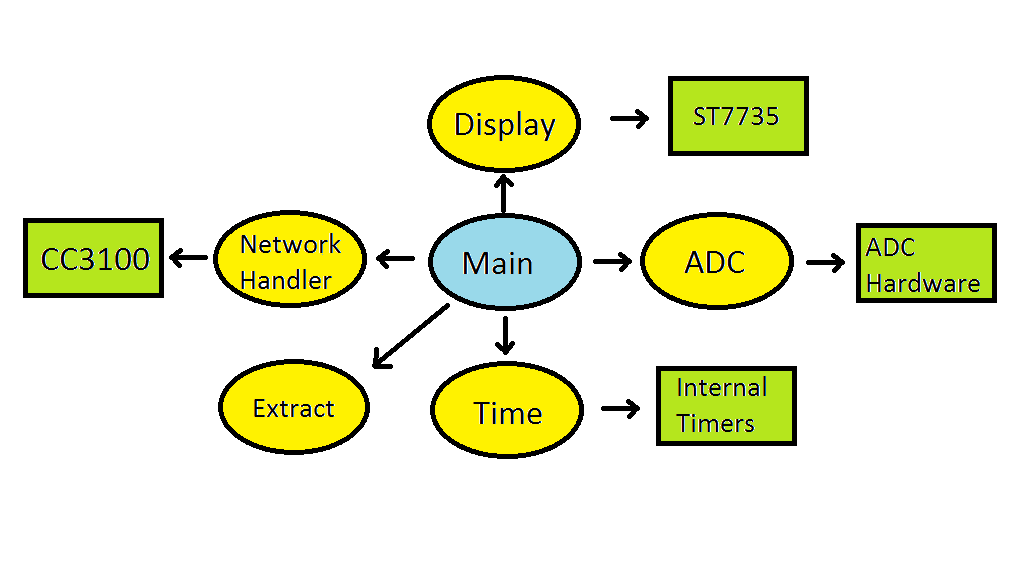 Display
ST7735
CC3100
Network
Handler
Main
ADC
ADC
Hardware
Extract
Time
Internal
Timers